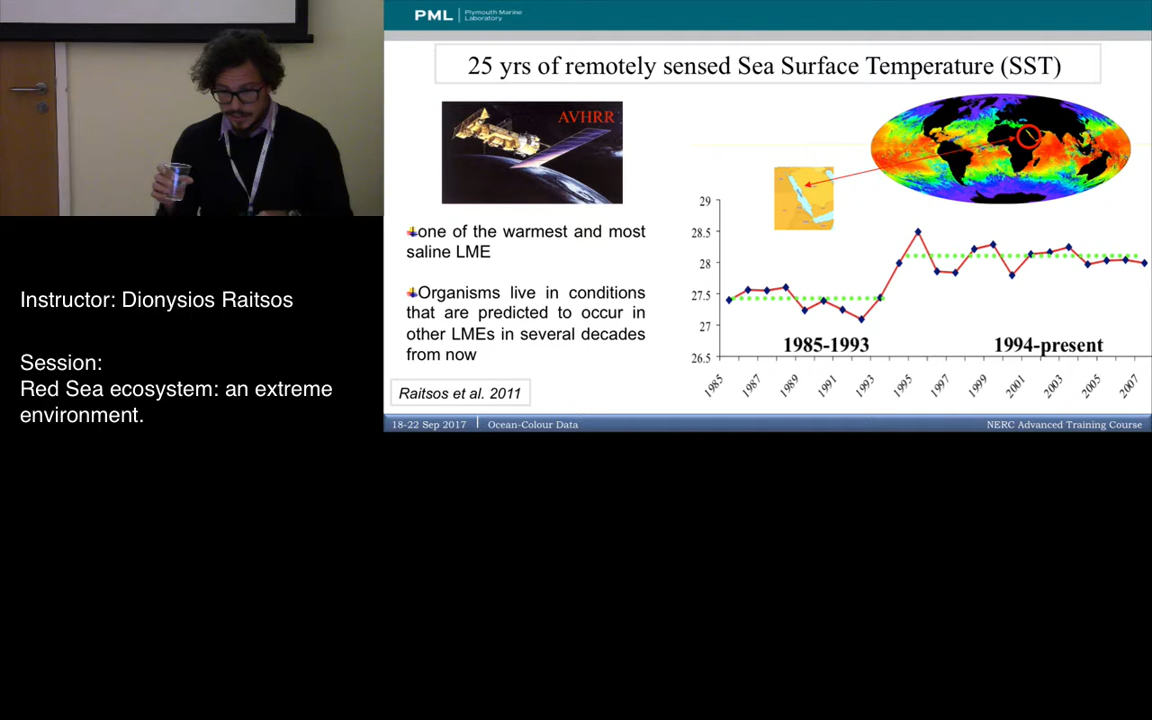 PML | Plymouth Marine
Laboratory
25 yrs of remotely sensed Sea Surface Temperature (SST)
AVHRR
one of the warmest and most
saline LME
Organisms live in conditions
that are predicted to occur in
other LMEs in several decades
from now
Raitsos et al. 2011
29
28.5
28
27.5
27
26.5
1985-1993
1994-present
1985
1987
1989
1991
1993
1995
1997
1999
2001
2003
2005
2007
18-22 Sep 2017 | Ocean-Colour Data
NERC Advanced Training Course
Instructor: Dionysios Raitsos
Session:
Red Sea ecosystem: an extreme
environment.